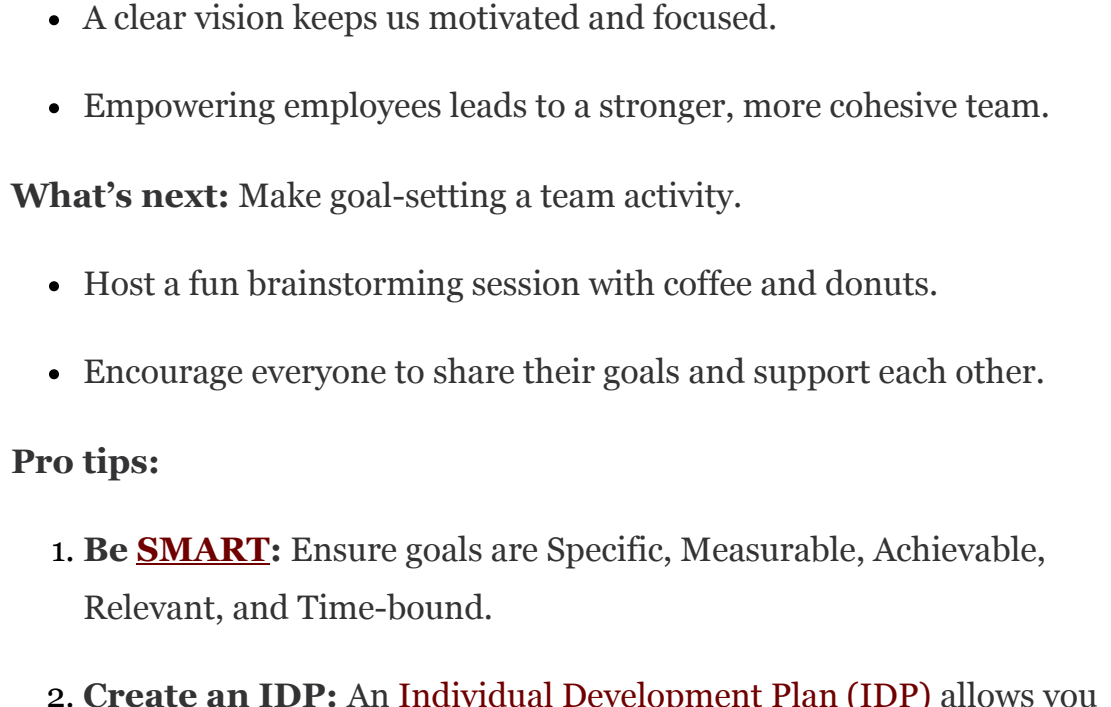 • A clear vision keeps us motivated and focused.
• Empowering employees leads to a stronger, more cohesive team.
What’s next: Make goal-setting a team activity.
• Host a fun brainstorming session with coffee and donuts.
• Encourage everyone to share their goals and support each other.
Pro tips:
1. Be SMART: Ensure goals are Specific, Measurable, Achievable,
Relevant, and Time-bound.
2. Create an IDP: An Individual Development Plan (IDP) allows you